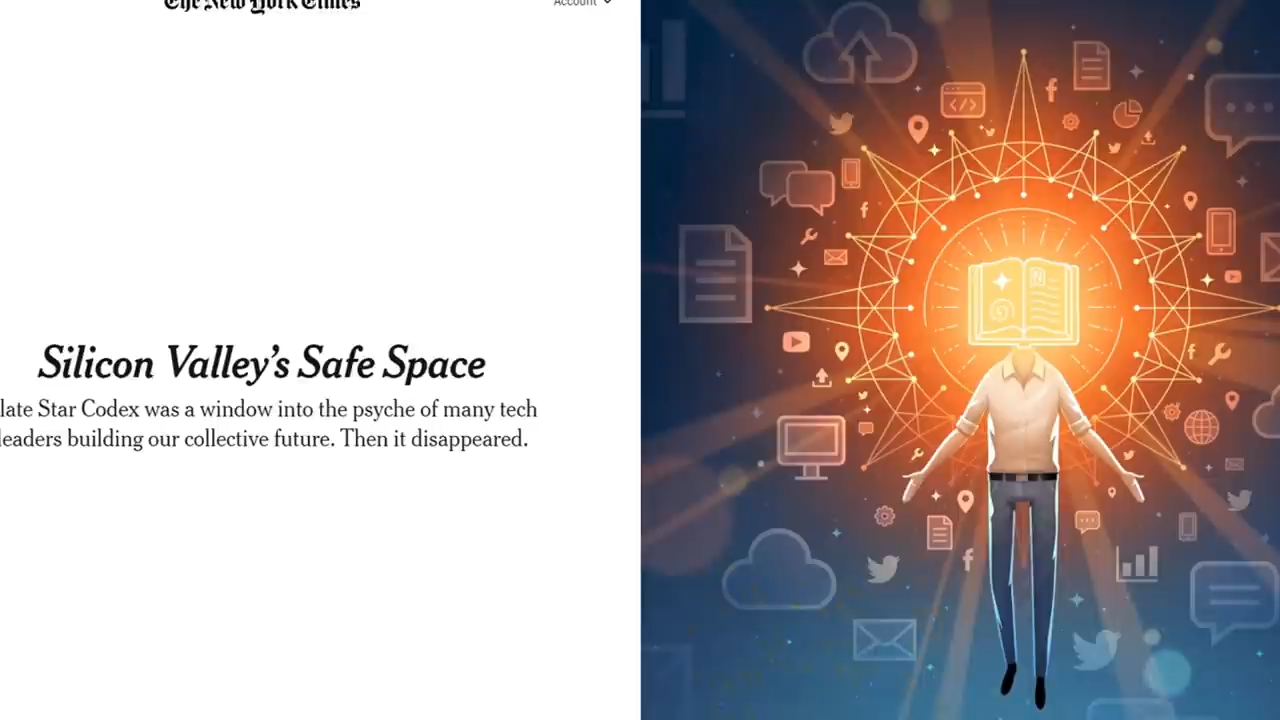 The New York Times
Account
Silicon Valley's Safe Space
late Star Codex was a window into the psyche of many tech
leaders building our collective future. Then it disappeared.